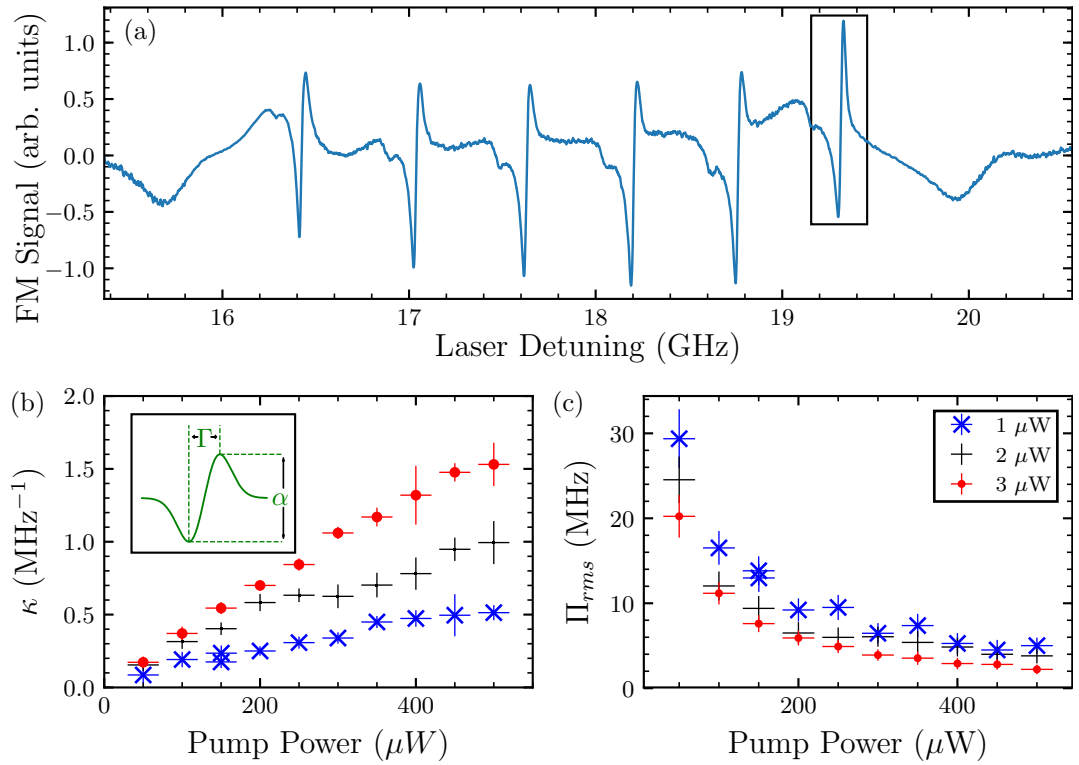 (a)
FM Signal (arb. units)
1.0
0.5
0.0
−0.5
−1.0
16 17 18 19 20
Laser Detuning (GHz)
(b)
κ (MHz⁻¹)
2.0
1.5
1.0
0.5
0.0
Γ
α
200 400
Pump Power (μW)
(c)
Πrms (MHz)
30
20
10
0
1 μW
2 μW
3 μW
200 400
Pump Power (μW)